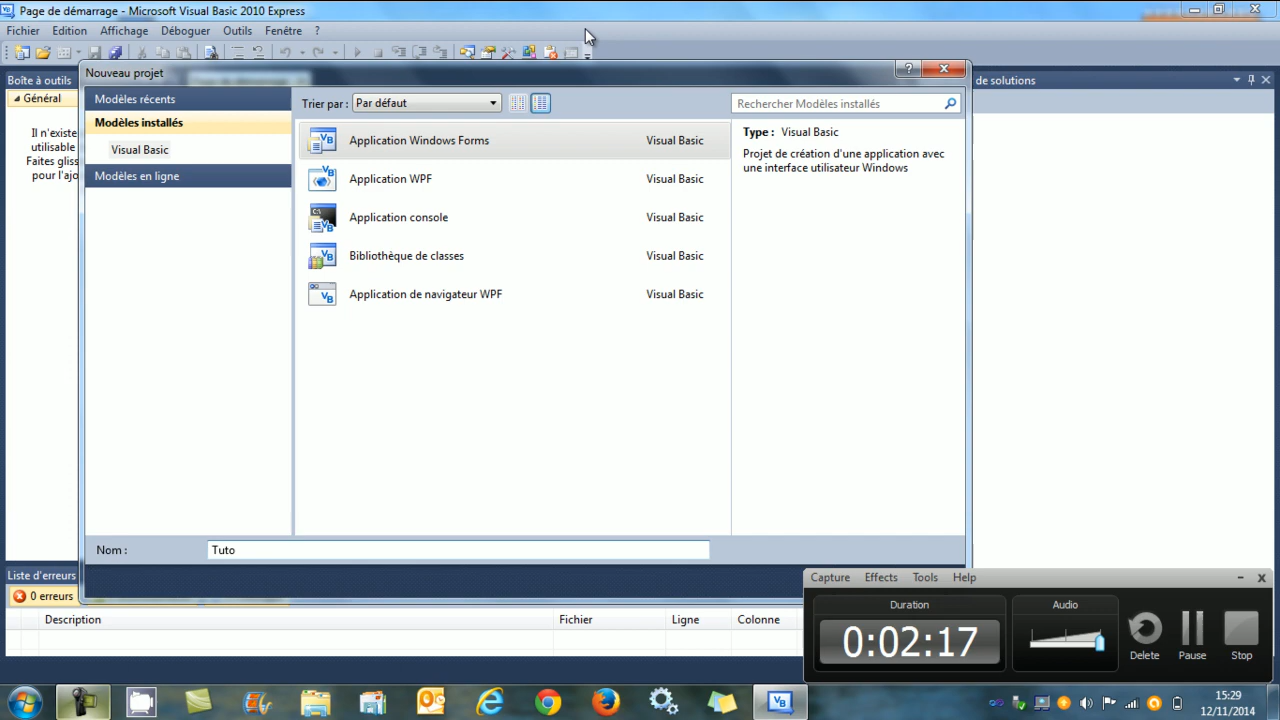 Page de démarrage - Microsoft Visual Basic 2010 Express
Fichier Edition Affichage Déboguer Outils Fenêtre ?
Boîte à outils
de solutions
Général
Il n'existe
utilisable
Faites gliss
pour l'ajo
Nouveau projet
?
Modèles récents
Modèles installés
Visual Basic
Modèles en ligne
Trier par : Par défaut
Rechercher Modèles installés
Application Windows Forms Visual Basic
Application WPF Visual Basic
Application console Visual Basic
Bibliothèque de classes Visual Basic
Application de navigateur WPF Visual Basic
Type : Visual Basic
Projet de création d'une application avec
une interface utilisateur Windows
Nom : Tuto
Liste d'erreurs
0 erreurs
Description Fichier Ligne Colonne
Capture Effects Tools Help
Duration Audio
0:02:17
Delete Pause Stop
15:29
12/11/2014